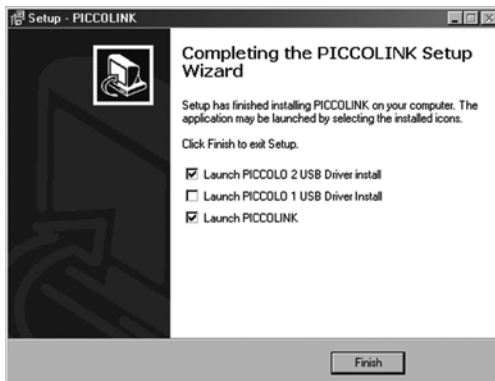 Setup - PICCOLINK
Completing the PICCOLINK Setup
Wizard
Setup has finished installing PICCOLINK on your computer. The
application may be launched by selecting the installed icons.
Click Finish to exit Setup.
Launch PICCOLO 2 USB Driver install
Launch PICCOLO 1 USB Driver Install
Launch PICCOLINK
Finish